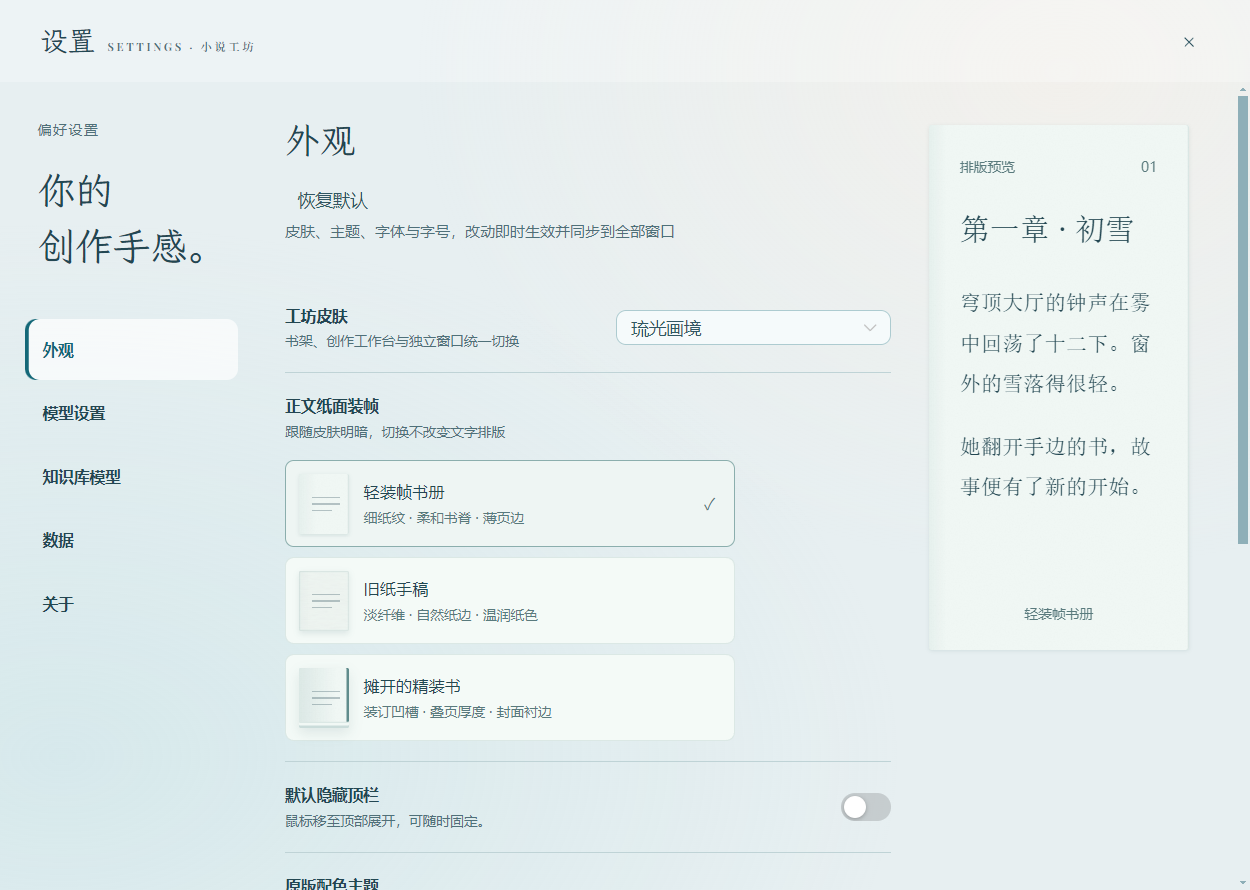 设置 SETTINGS · 小说工坊
偏好设置
你的
创作手感。
外观
模型设置
知识库模型
数据
关于
外观
恢复默认
皮肤、主题、字体与字号，改动即时生效并同步到全部窗口
工坊皮肤
书架、创作工作台与独立窗口统一切换
琉光画境
正文纸面装帧
跟随皮肤明暗，切换不改变文字排版
轻装帧书册
细纸纹 · 柔和书脊 · 薄页边
旧纸手稿
淡纤维 · 自然纸边 · 温润纸色
摊开的精装书
装订凹槽 · 叠页厚度 · 封面衬边
默认隐藏顶栏
鼠标移至顶部展开，可随时固定。
原版配色主题
排版预览 01
第一章 · 初雪
穹顶大厅的钟声在雾
中回荡了十二下。窗
外的雪落得很轻。
她翻开手边的书，故
事便有了新的开始。
轻装帧书册